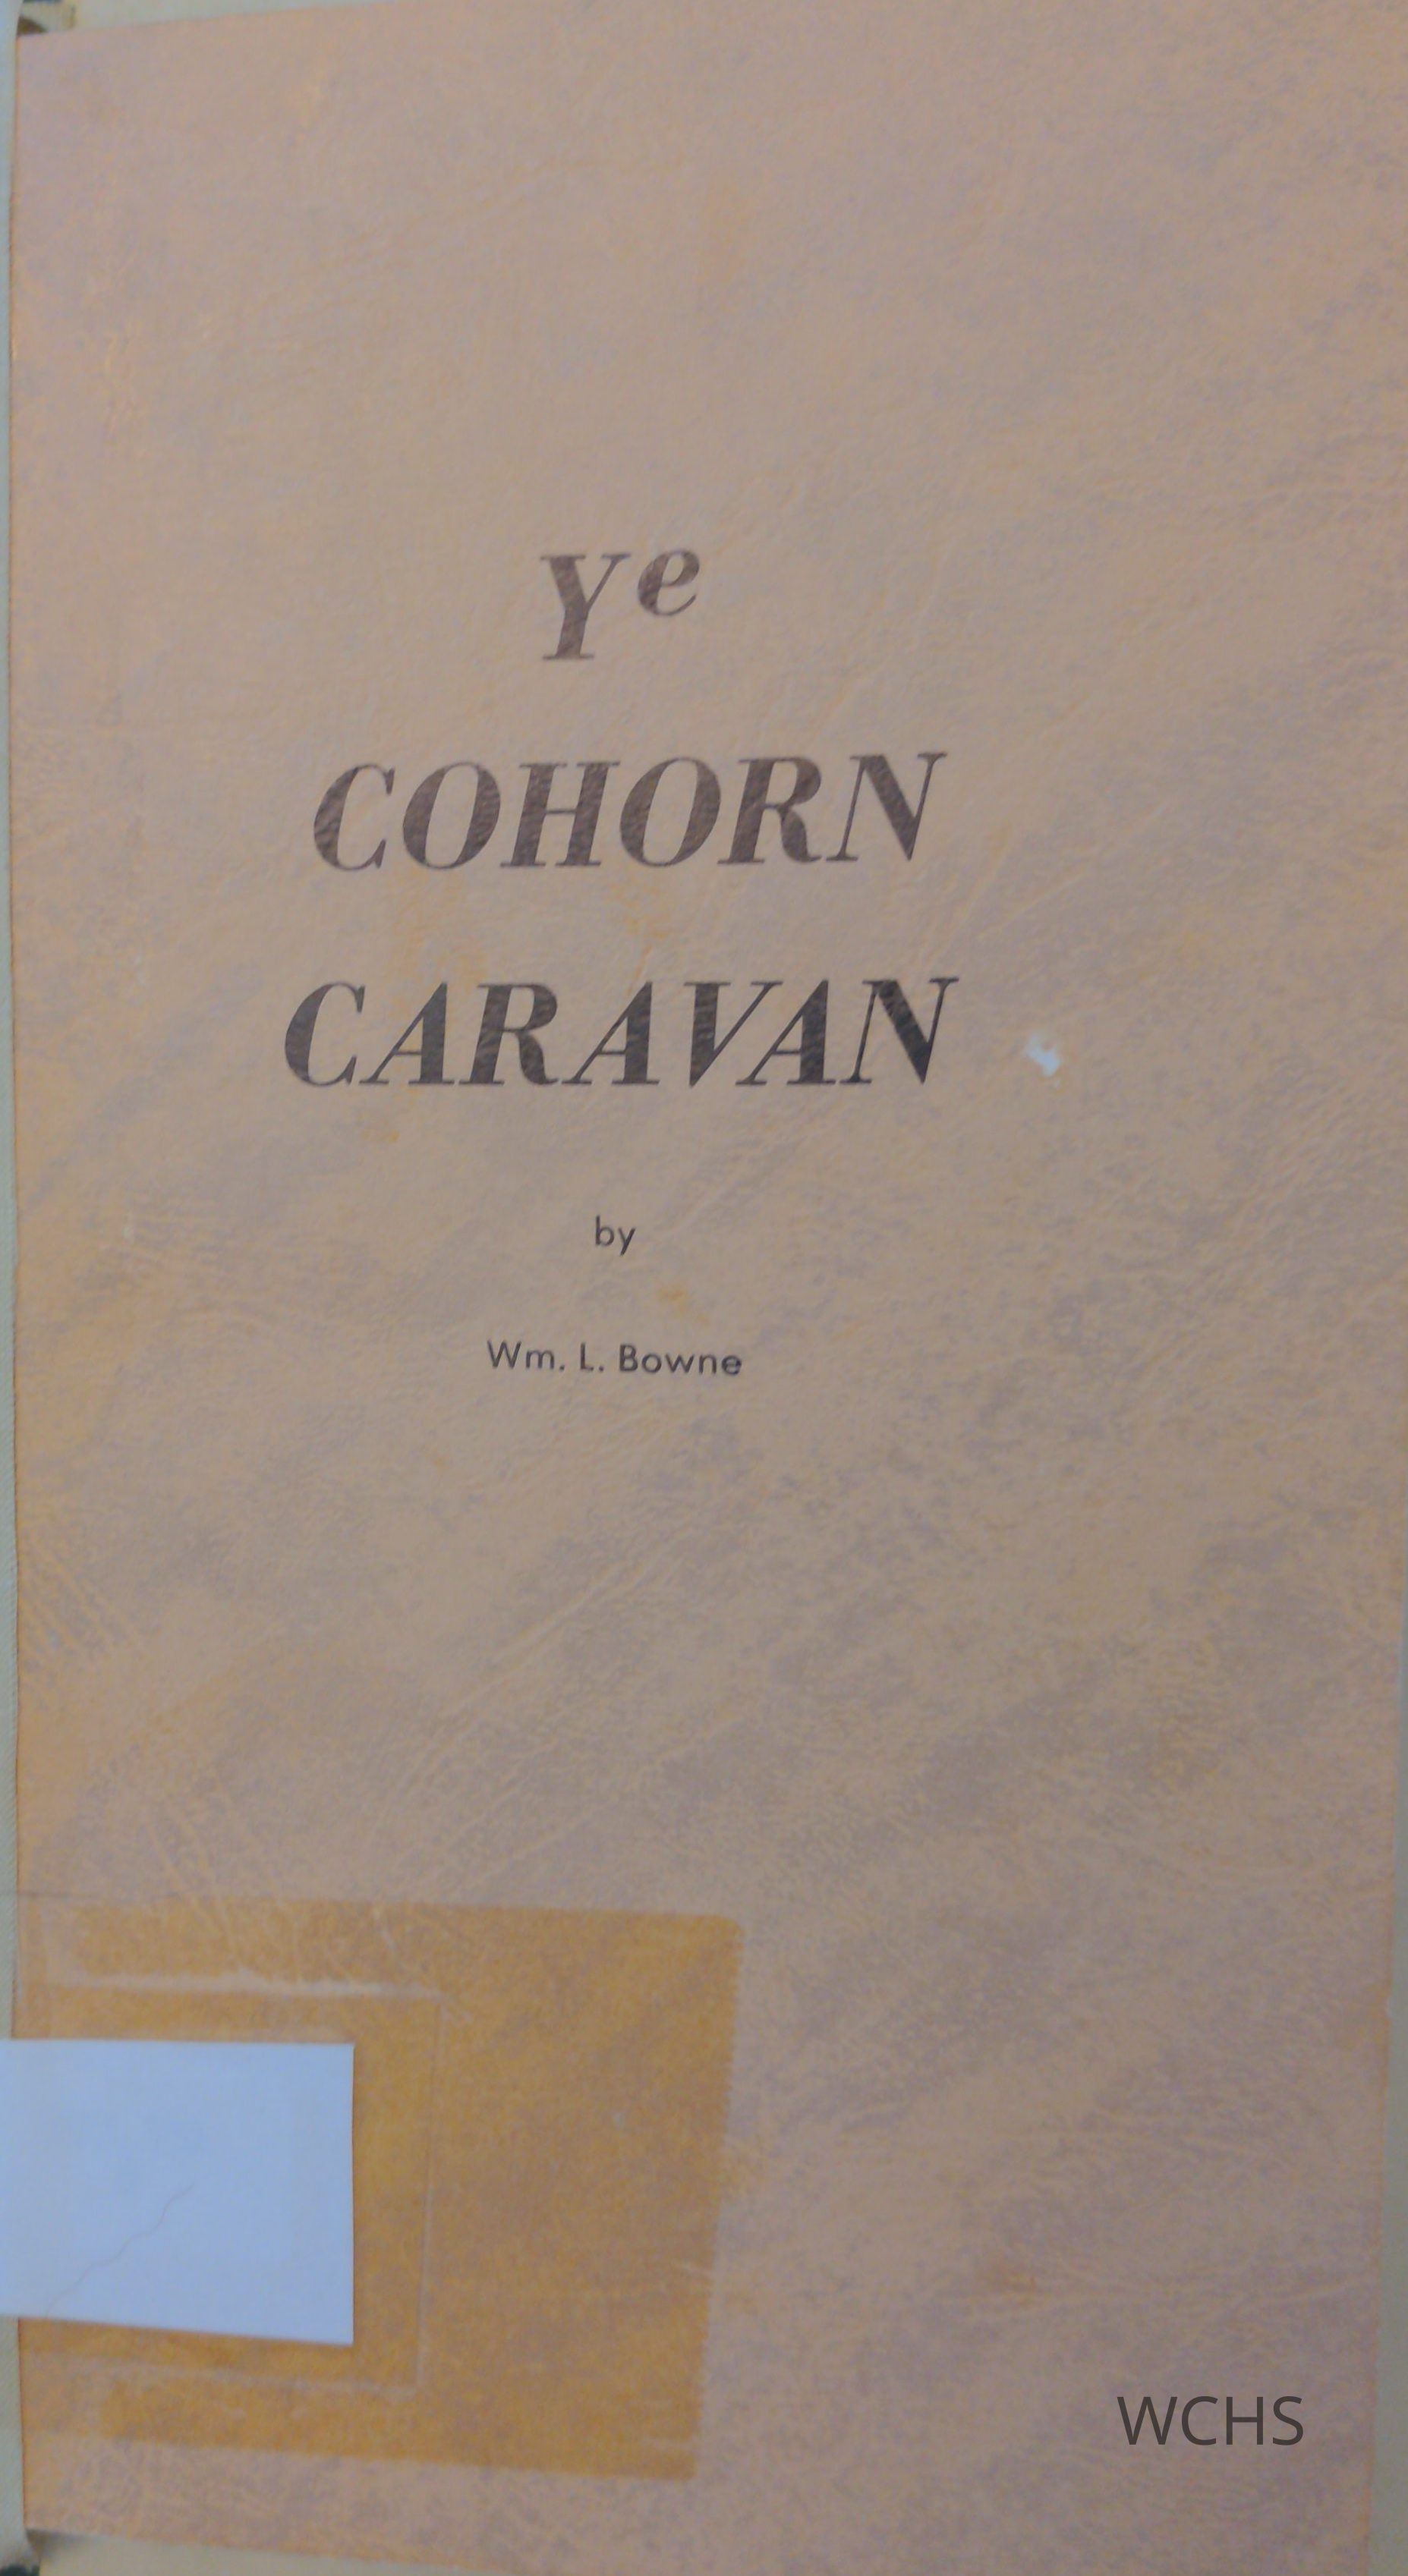 Ye
COHORN
CARAVAN
by
Wm. L. Bowne
WCHS